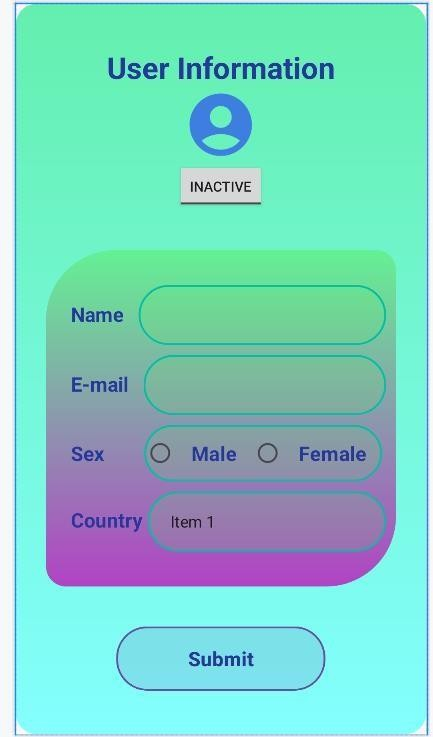 User Information
INACTIVE
Name
E-mail
Sex Male Female
Country Item 1
Submit